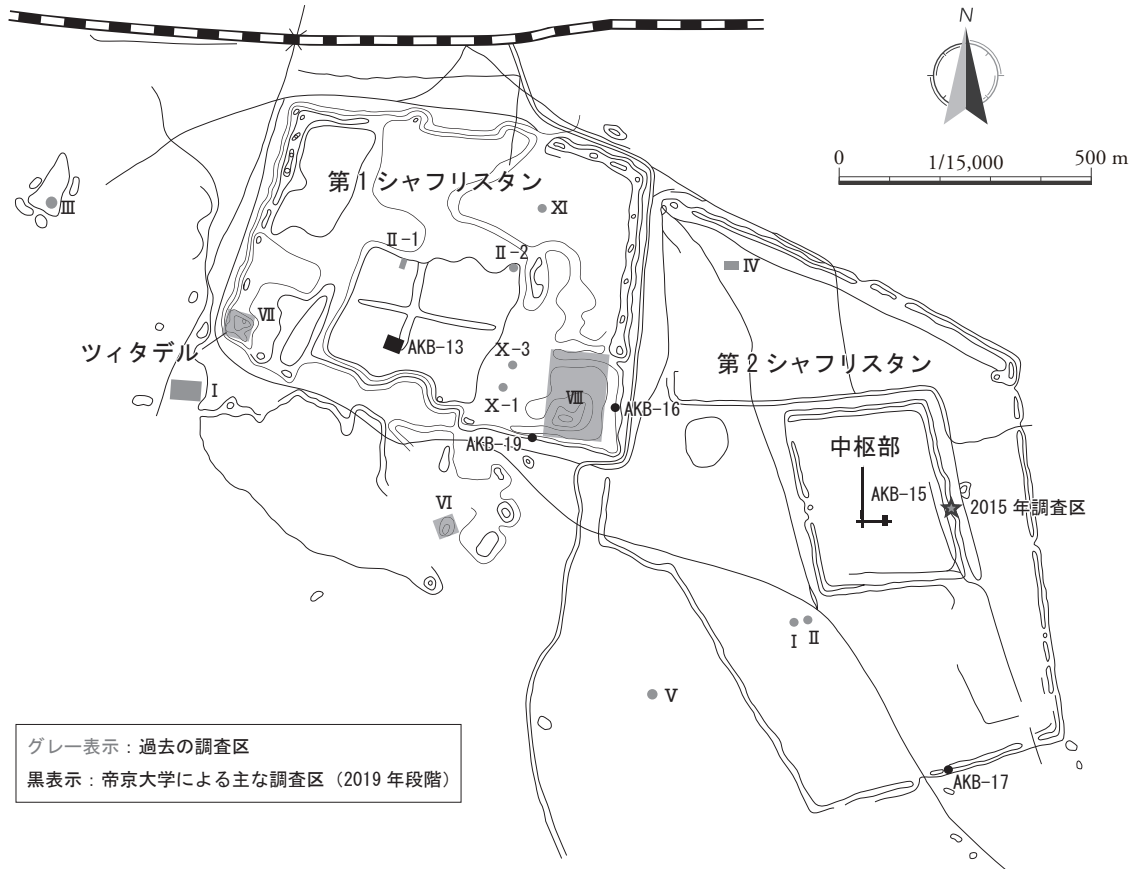 N
0 1/15,000 500 m
第1シャフリスタン
Ⅲ
Ⅺ
Ⅱ-1
Ⅱ-2
Ⅳ
Ⅶ
ツィタデル
AKB-13
Ⅹ-3
第2シャフリスタン
Ⅰ
Ⅹ-1
Ⅷ
AKB-16
AKB-19
中枢部
AKB-15
2015年調査区
Ⅵ
Ⅰ
Ⅱ
Ⅴ
グレー表示：過去の調査区
黒表示：帝京大学による主な調査区（2019年段階）
AKB-17